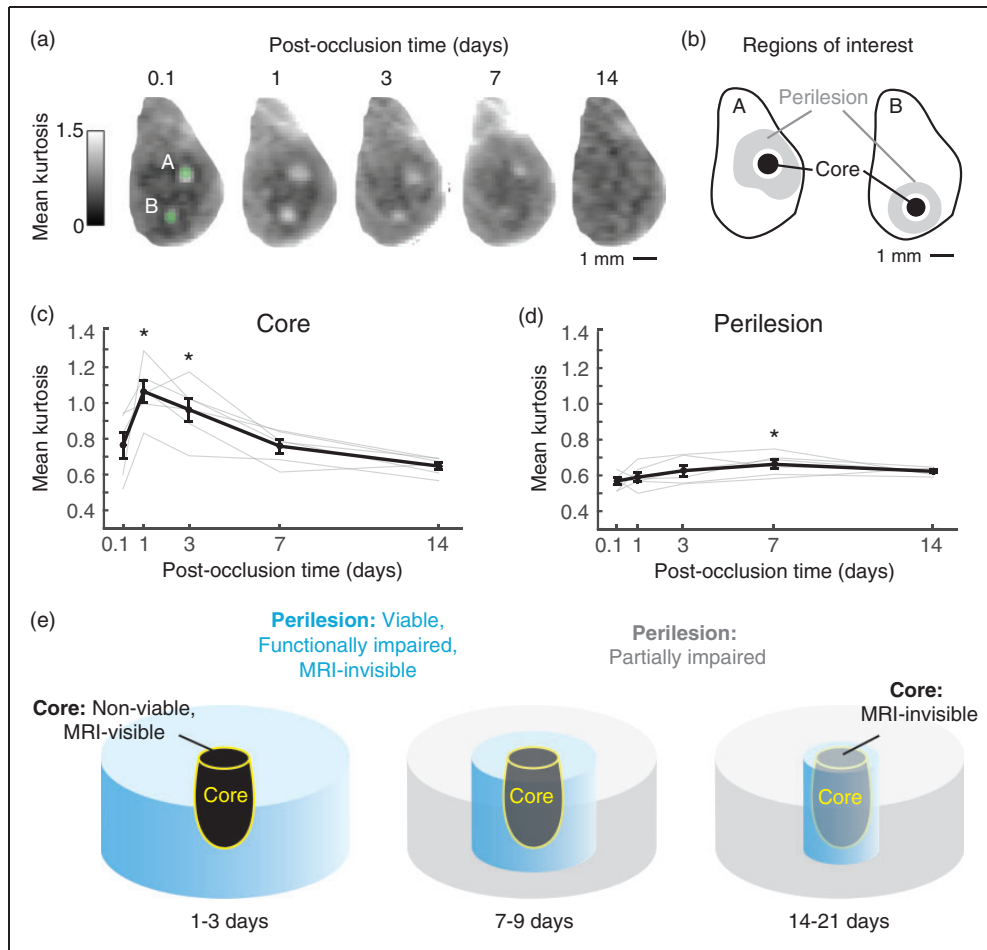 (a)
Post-occlusion time (days)
0.1 1 3 7 14
1.5
0
Mean kurtosis
A
B
1 mm
(b)
Regions of interest
A
B
Perilesion
Core
1 mm
(c)
Core
1.4
1.2
1.0
0.8
0.6
0.4
Mean kurtosis
*
*
0.1 1 3 7 14
Post-occlusion time (days)
(d)
Perilesion
1.4
1.2
1.0
0.8
0.6
0.4
Mean kurtosis
*
0.1 1 3 7 14
Post-occlusion time (days)
(e)
Perilesion: Viable,
Functionally impaired,
MRI-invisible
Perilesion:
Partially impaired
Core: Non-viable,
MRI-visible
Core:
MRI-invisible
Core
Core
Core
1-3 days
7-9 days
14-21 days